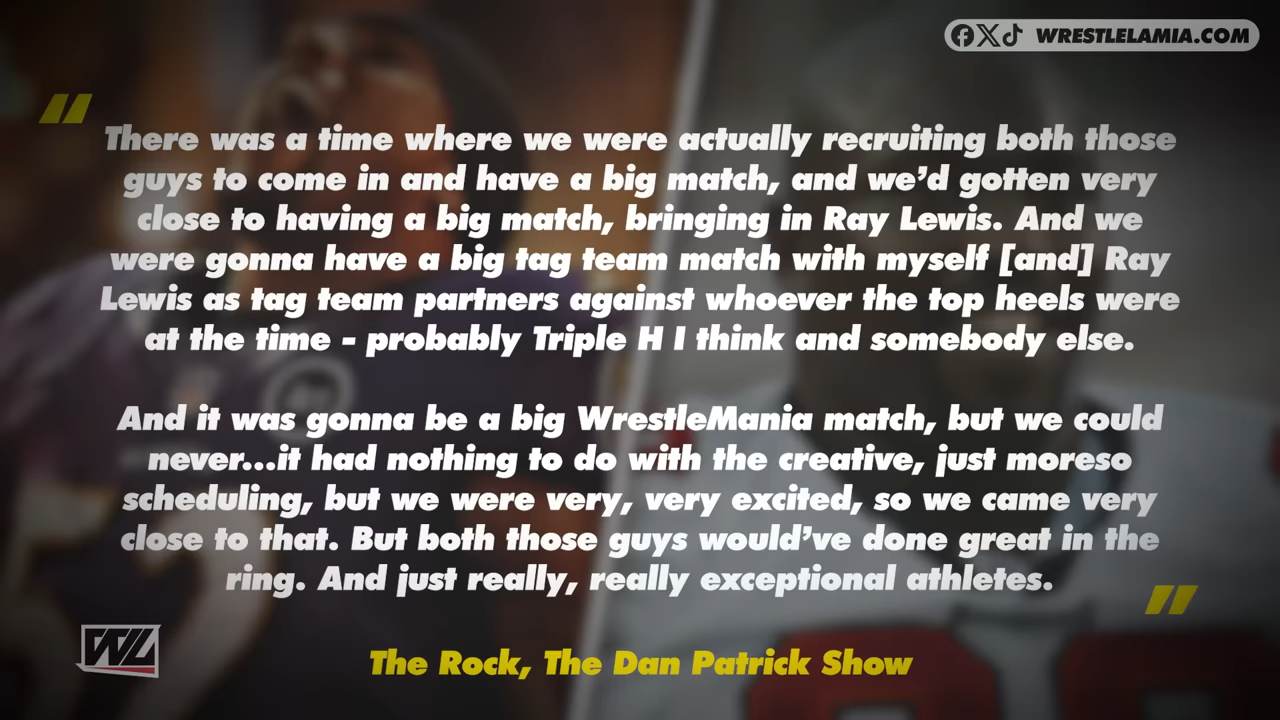 WRESTLELAMIA.COM
"
There was a time where we were actually recruiting both those
guys to come in and have a big match, and we'd gotten very
close to having a big match, bringing in Ray Lewis. And we
were gonna have a big tag team match with myself [and] Ray
Lewis as tag team partners against whoever the top heels were
at the time - probably Triple H I think and somebody else.
And it was gonna be a big WrestleMania match, but we could
never...it had nothing to do with the creative, just moreso
scheduling, but we were very, very excited, so we came very
close to that. But both those guys would've done great in the
ring. And just really, really exceptional athletes.
"
WL
The Rock, The Dan Patrick Show